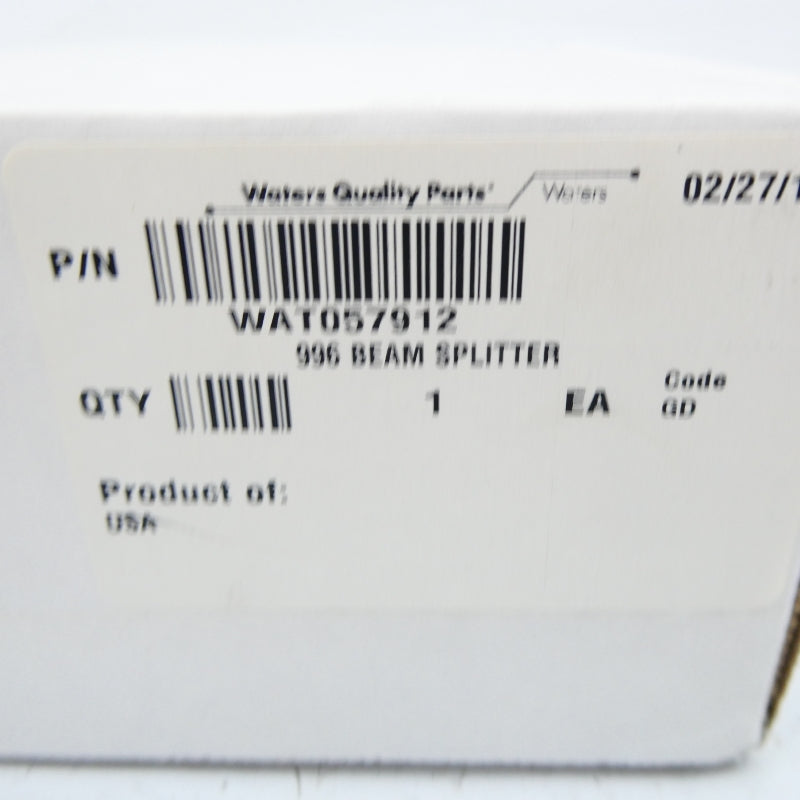 Waters Quality Parts' Waters 02/27/1
P/N
WAT057912
996 BEAM SPLITTER
QTY 1 EA Code
GD
Product of:
USA